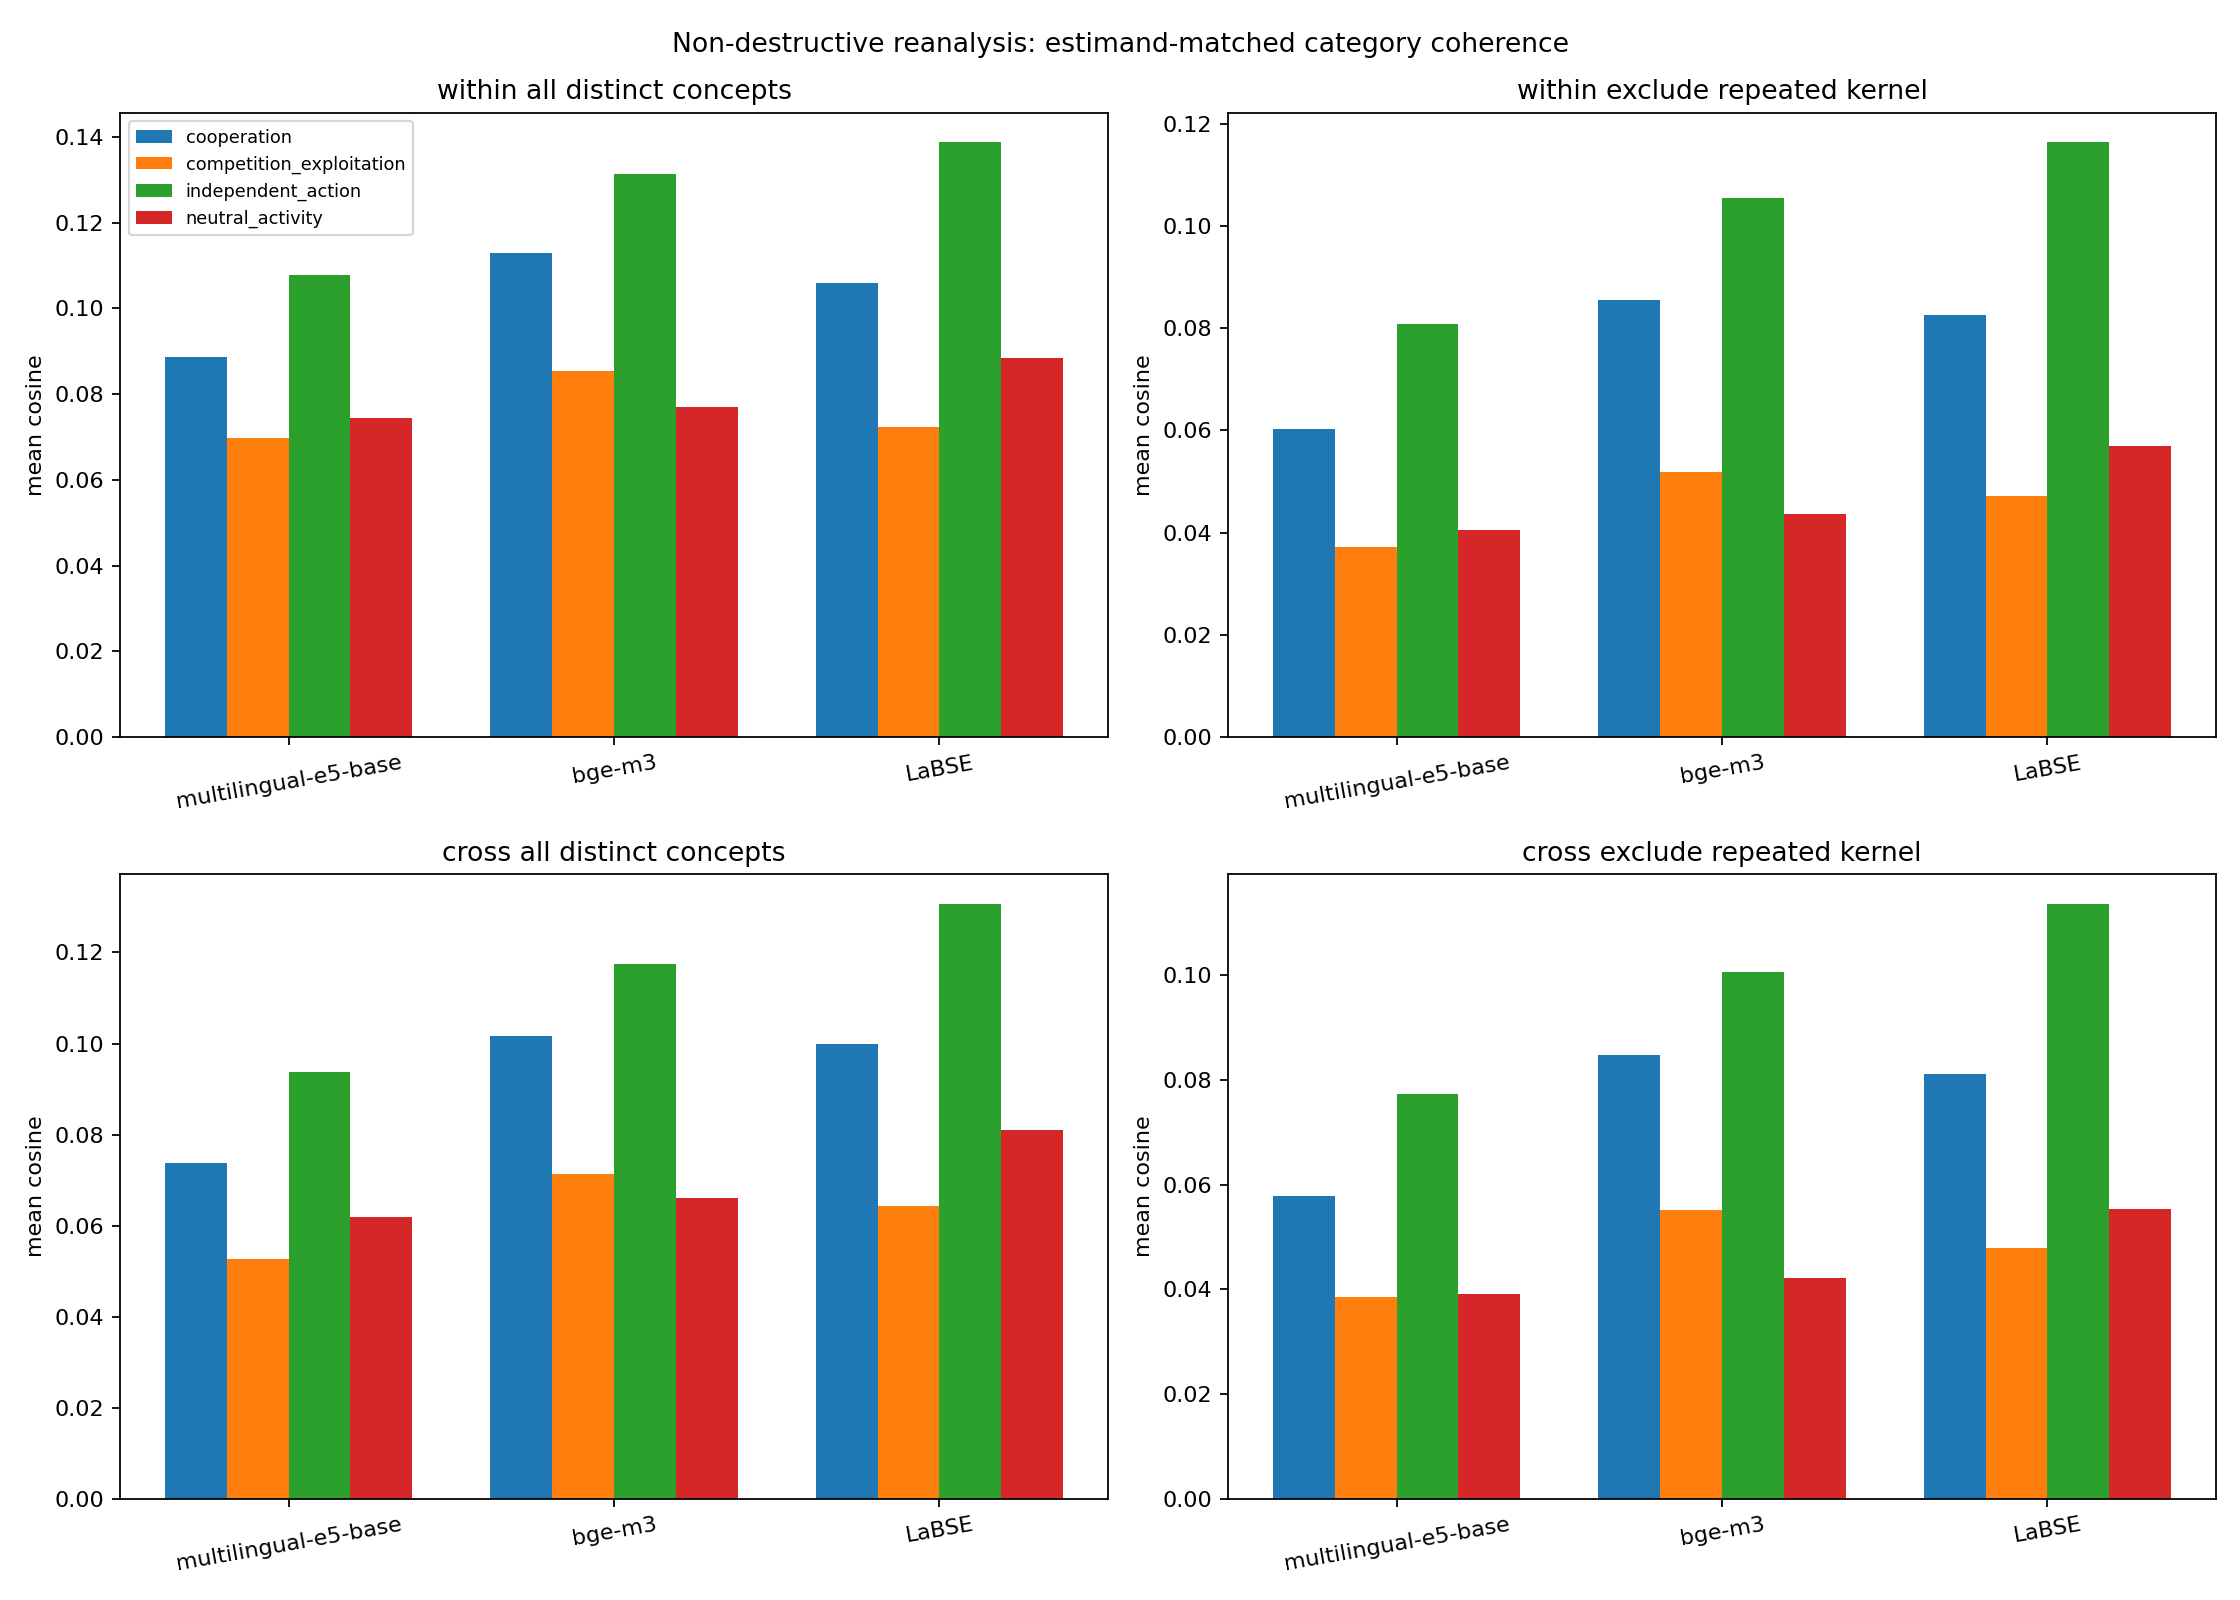 Non-destructive reanalysis: estimand-matched category coherence
within all distinct concepts
cooperation
competition_exploitation
independent_action
neutral_activity
mean cosine
0.14
0.12
0.10
0.08
0.06
0.04
0.02
0.00
multilingual-e5-base
bge-m3
LaBSE
within exclude repeated kernel
mean cosine
0.12
0.10
0.08
0.06
0.04
0.02
0.00
multilingual-e5-base
bge-m3
LaBSE
cross all distinct concepts
mean cosine
0.12
0.10
0.08
0.06
0.04
0.02
0.00
multilingual-e5-base
bge-m3
LaBSE
cross exclude repeated kernel
mean cosine
0.10
0.08
0.06
0.04
0.02
0.00
multilingual-e5-base
bge-m3
LaBSE